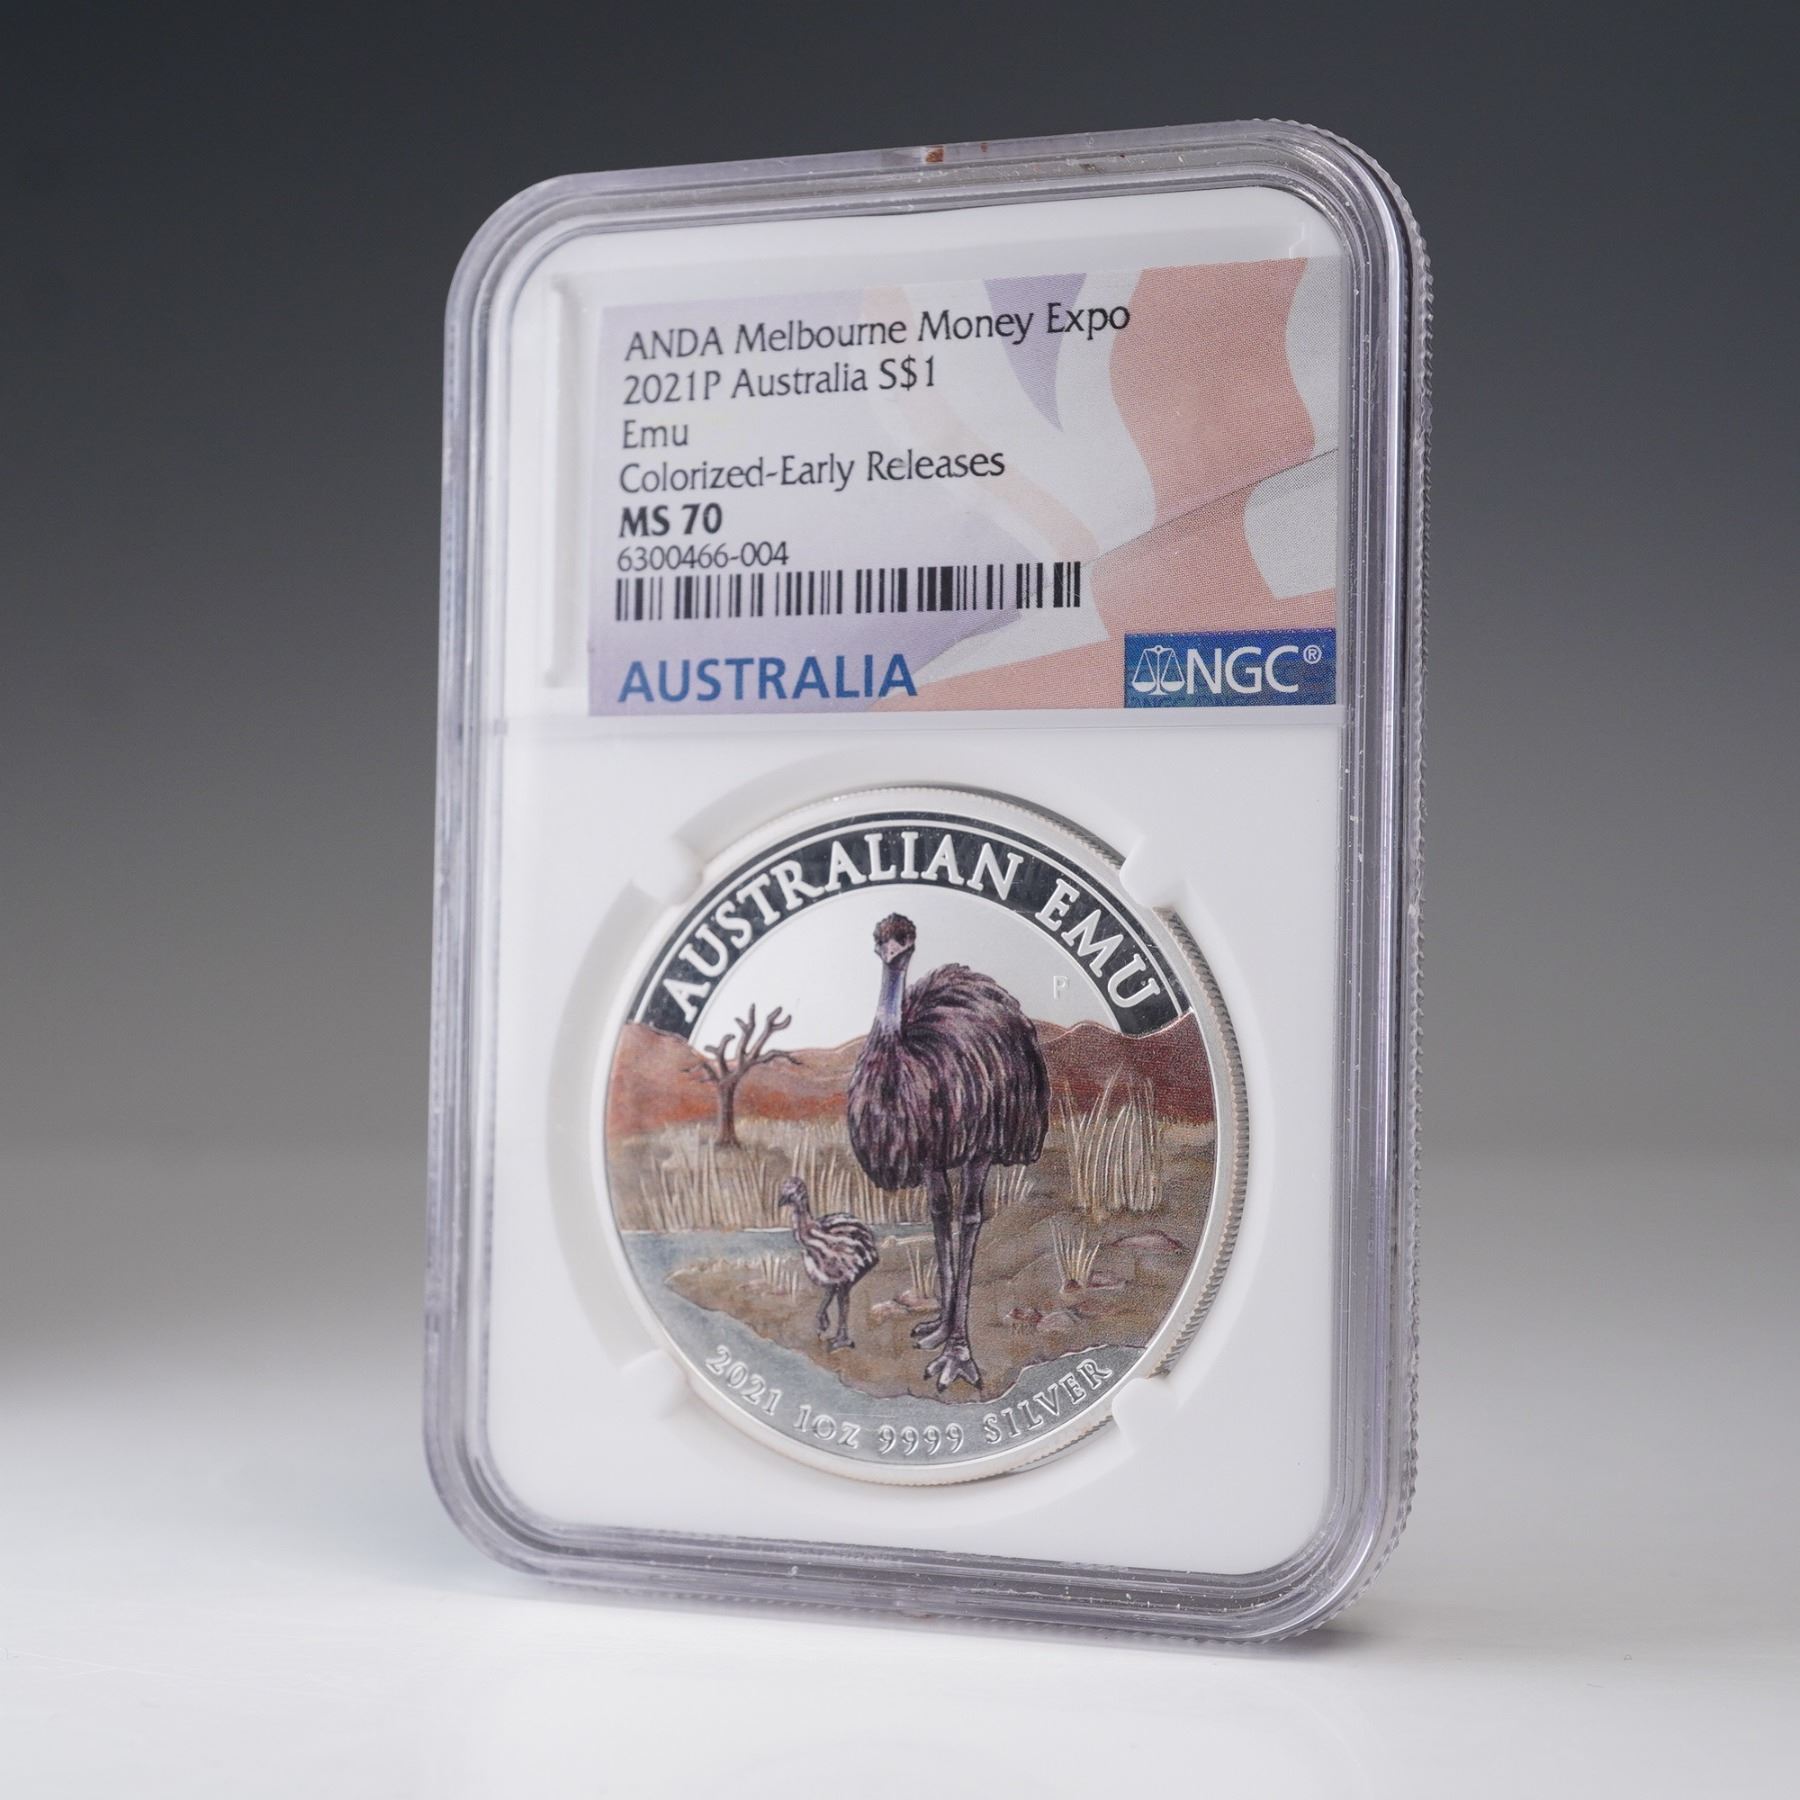 ANDA Melbourne Money Expo
2021P Australia S$1
Emu
Colorized-Early Releases
MS 70
6300466-004
AUSTRALIA
NGC®
AUSTRALIAN EMU
P
2021 1OZ 9999 SILVER